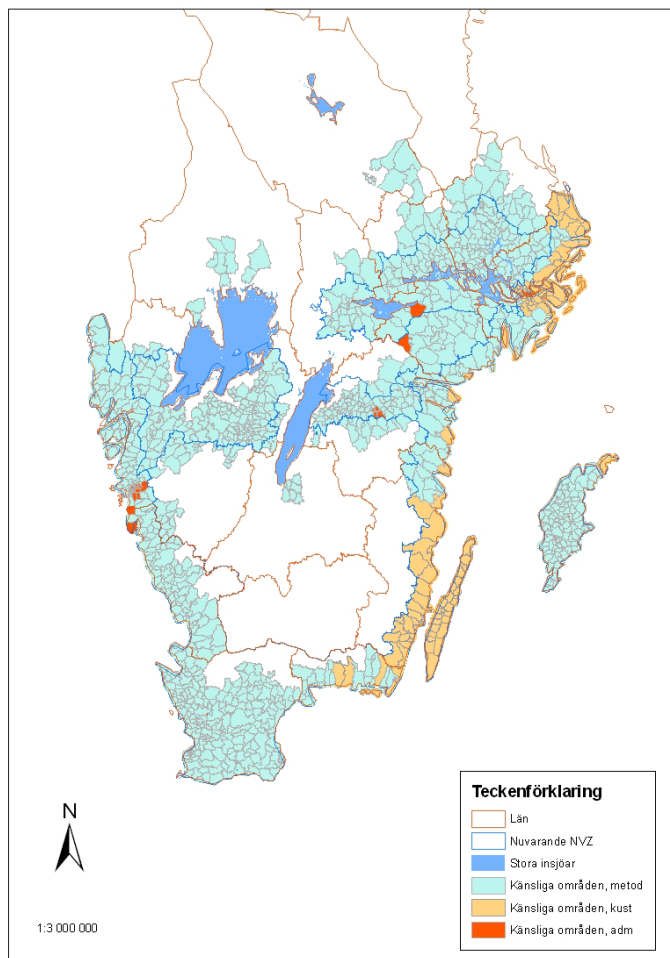 N
1:3 000 000
Teckenförklaring
Län
Nuvarande NVZ
Stora insjöar
Känsliga områden, metod
Känsliga områden, kust
Känsliga områden, adm